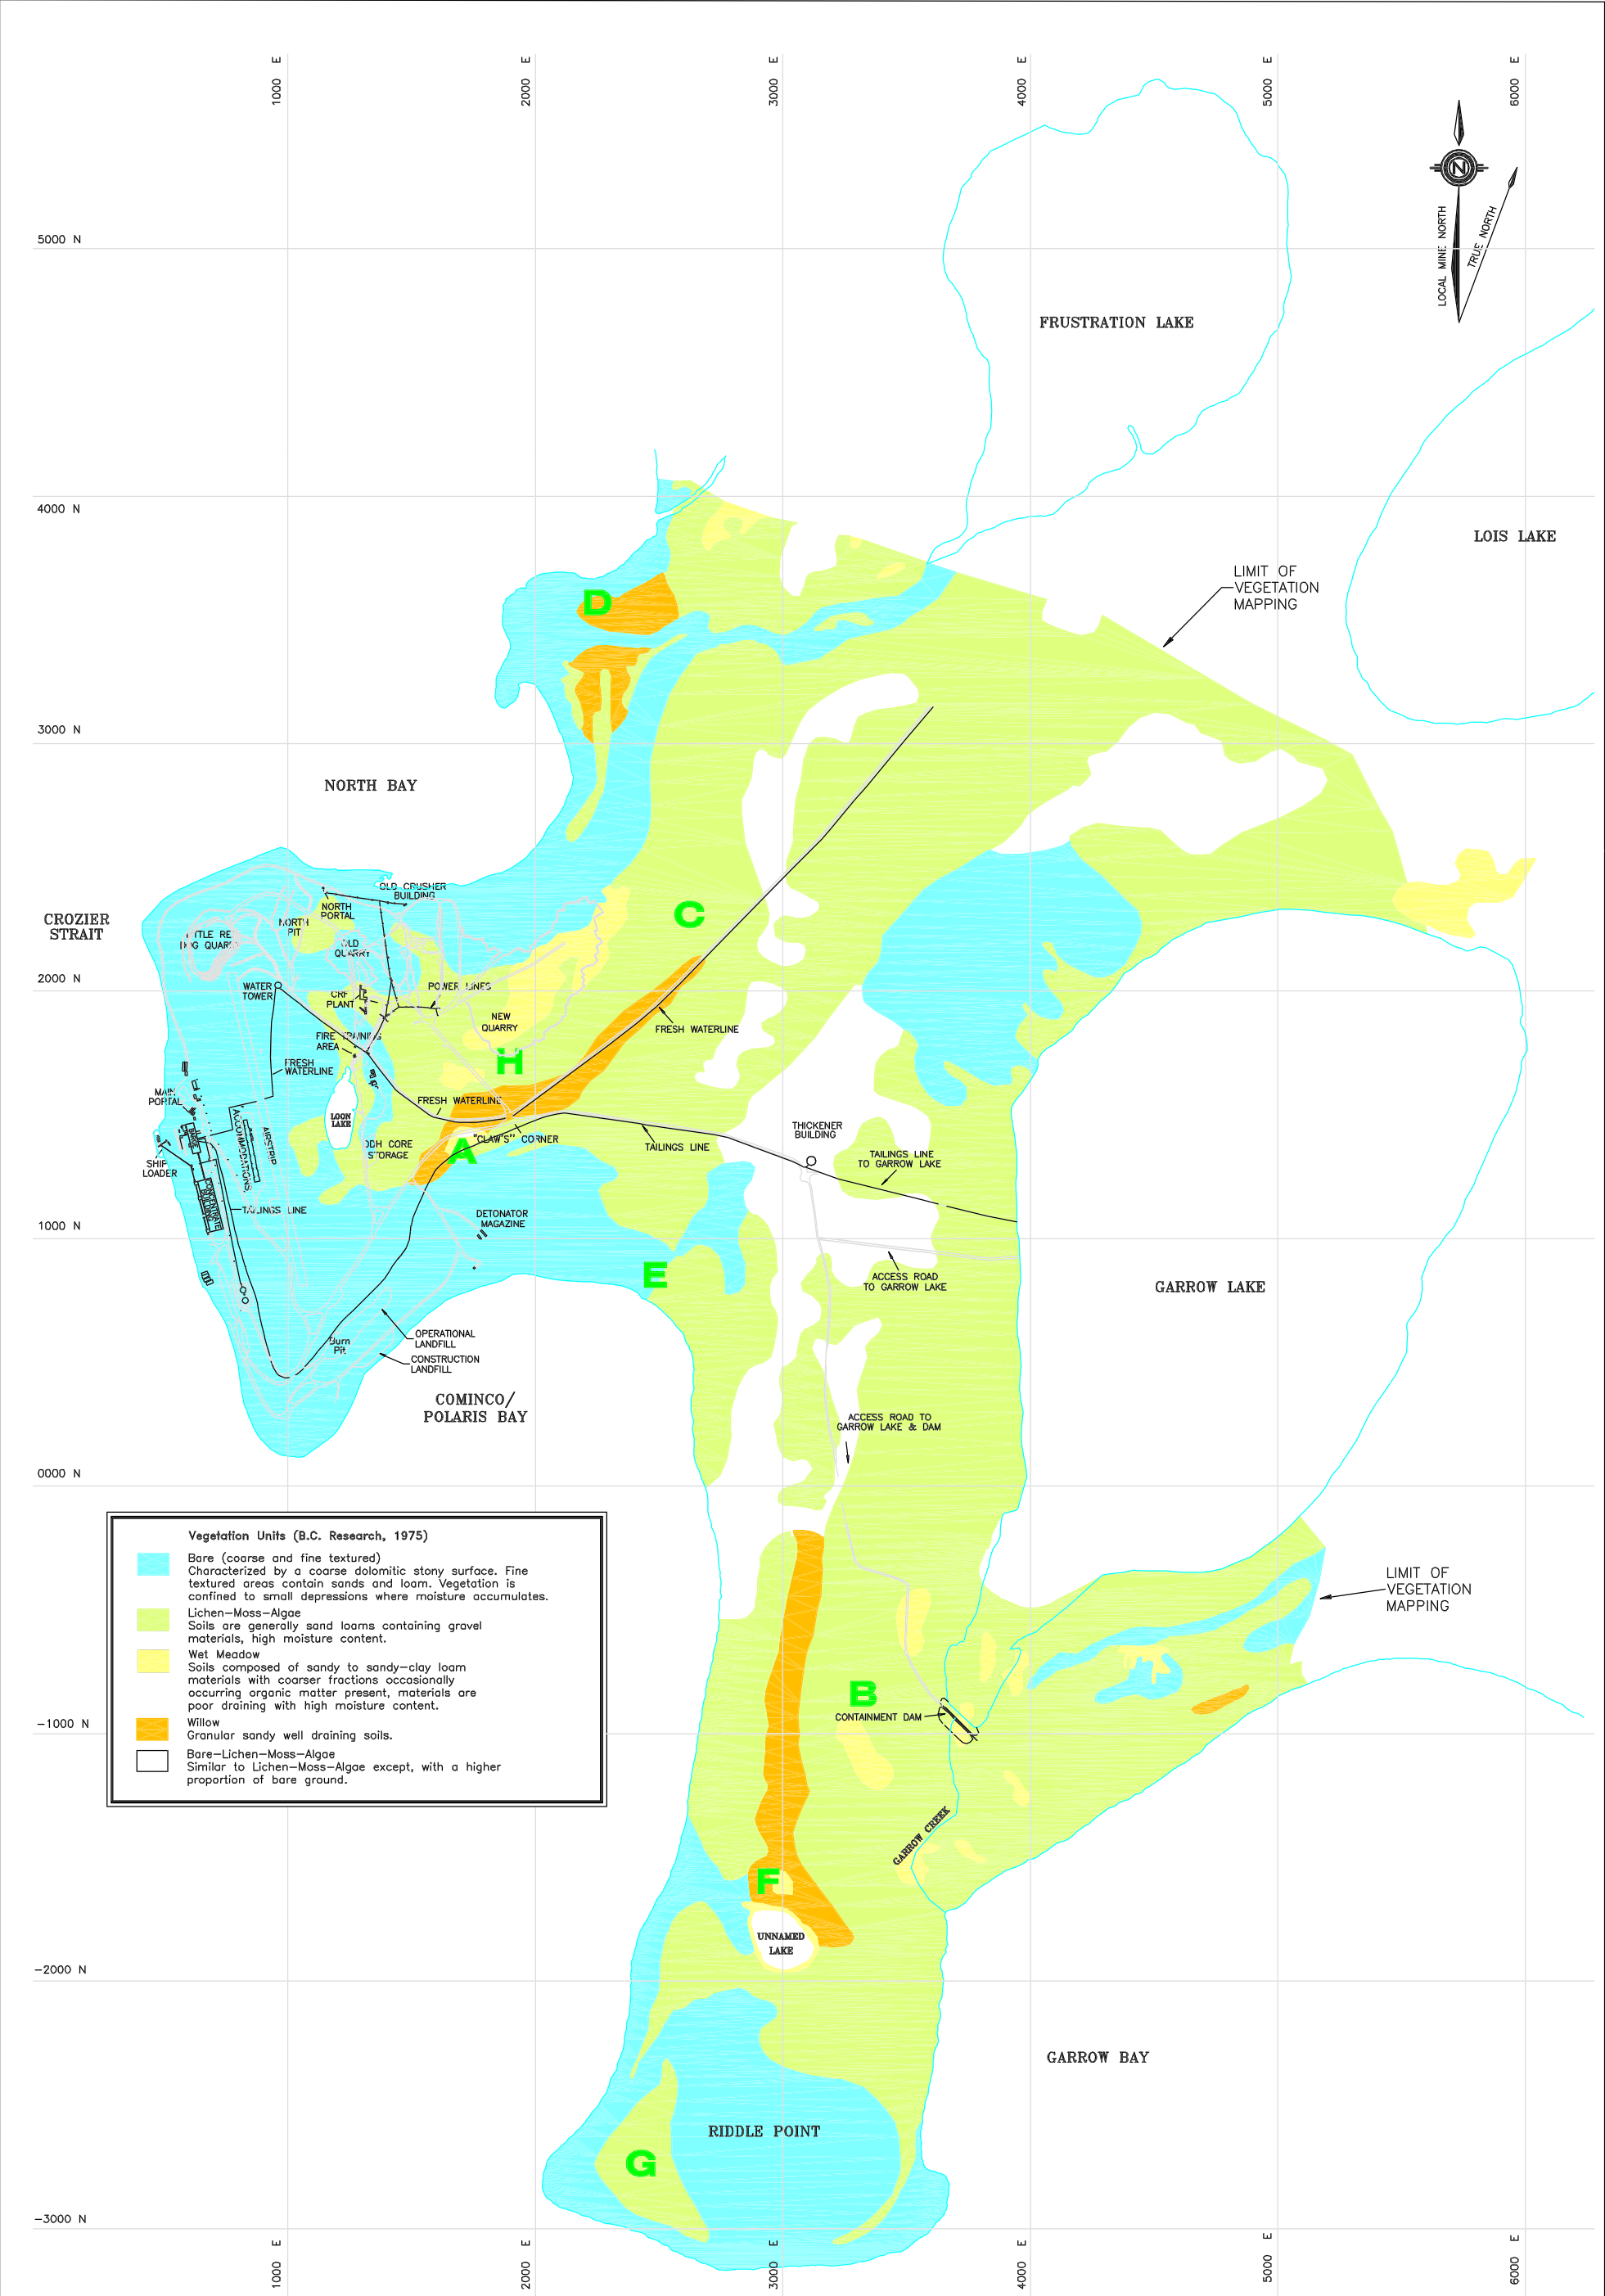 1000 E
2000 E
3000 E
4000 E
5000 E
6000 E
LOCAL MINE NORTH
N
TRUE NORTH
5000 N
FRUSTRATION LAKE
4000 N
LOIS LAKE
LIMIT OF
VEGETATION
MAPPING
D
3000 N
NORTH BAY
OLD CRUSHER
BUILDING
NORTH
PORTAL
CROZIER
STRAIT
C
NORTH
PIT
OLD
QUARRY
2000 N
WATER
TOWER
CRF
PLANT
POWER LINES
NEW
QUARRY
FRESH WATERLINE
FIRE TRAINING
AREA
H
FRESH
WATERLINE
MAIN
PORTAL
FRESH WATERLINE
LOON
LAKE
ACCOMMODATIONS
AIRSTRIP
BARGE
THICKENER
BUILDING
"CLAW'S" CORNER
A
STORAGE
TAILINGS LINE
TAILINGS LINE
TO GARROW LAKE
SHIP
LOADER
CONCENTRATE
BUILDING
TAILINGS LINE
DETONATOR
MAGAZINE
1000 N
E
ACCESS ROAD
TO GARROW LAKE
GARROW LAKE
OPERATIONAL
LANDFILL
Burn
Pit
CONSTRUCTION
LANDFILL
COMINCO/
POLARIS BAY
ACCESS ROAD TO
GARROW LAKE & DAM
0000 N
Vegetation Units (B.C. Research, 1975)
Bare (coarse and fine textured)
Characterized by a coarse dolomitic stony surface. Fine
textured areas contain sands and loam. Vegetation is
confined to small depressions where moisture accumulates.
Lichen-Moss-Algae
Soils are generally sand loams containing gravel
materials, high moisture content.
Wet Meadow
Soils composed of sandy to sandy-clay loam
materials with coarser fractions occasionally
occurring organic matter present, materials are
poor draining with high moisture content.
Willow
Granular sandy well draining soils.
Bare-Lichen-Moss-Algae
Similar to Lichen-Moss-Algae except, with a higher
proportion of bare ground.
LIMIT OF
VEGETATION
MAPPING
B
CONTAINMENT DAM
-1000 N
GARROW CREEK
F
UNNAMED
LAKE
-2000 N
GARROW BAY
RIDDLE POINT
G
-3000 N
1000 E
2000 E
3000 E
4000 E
5000 E
6000 E